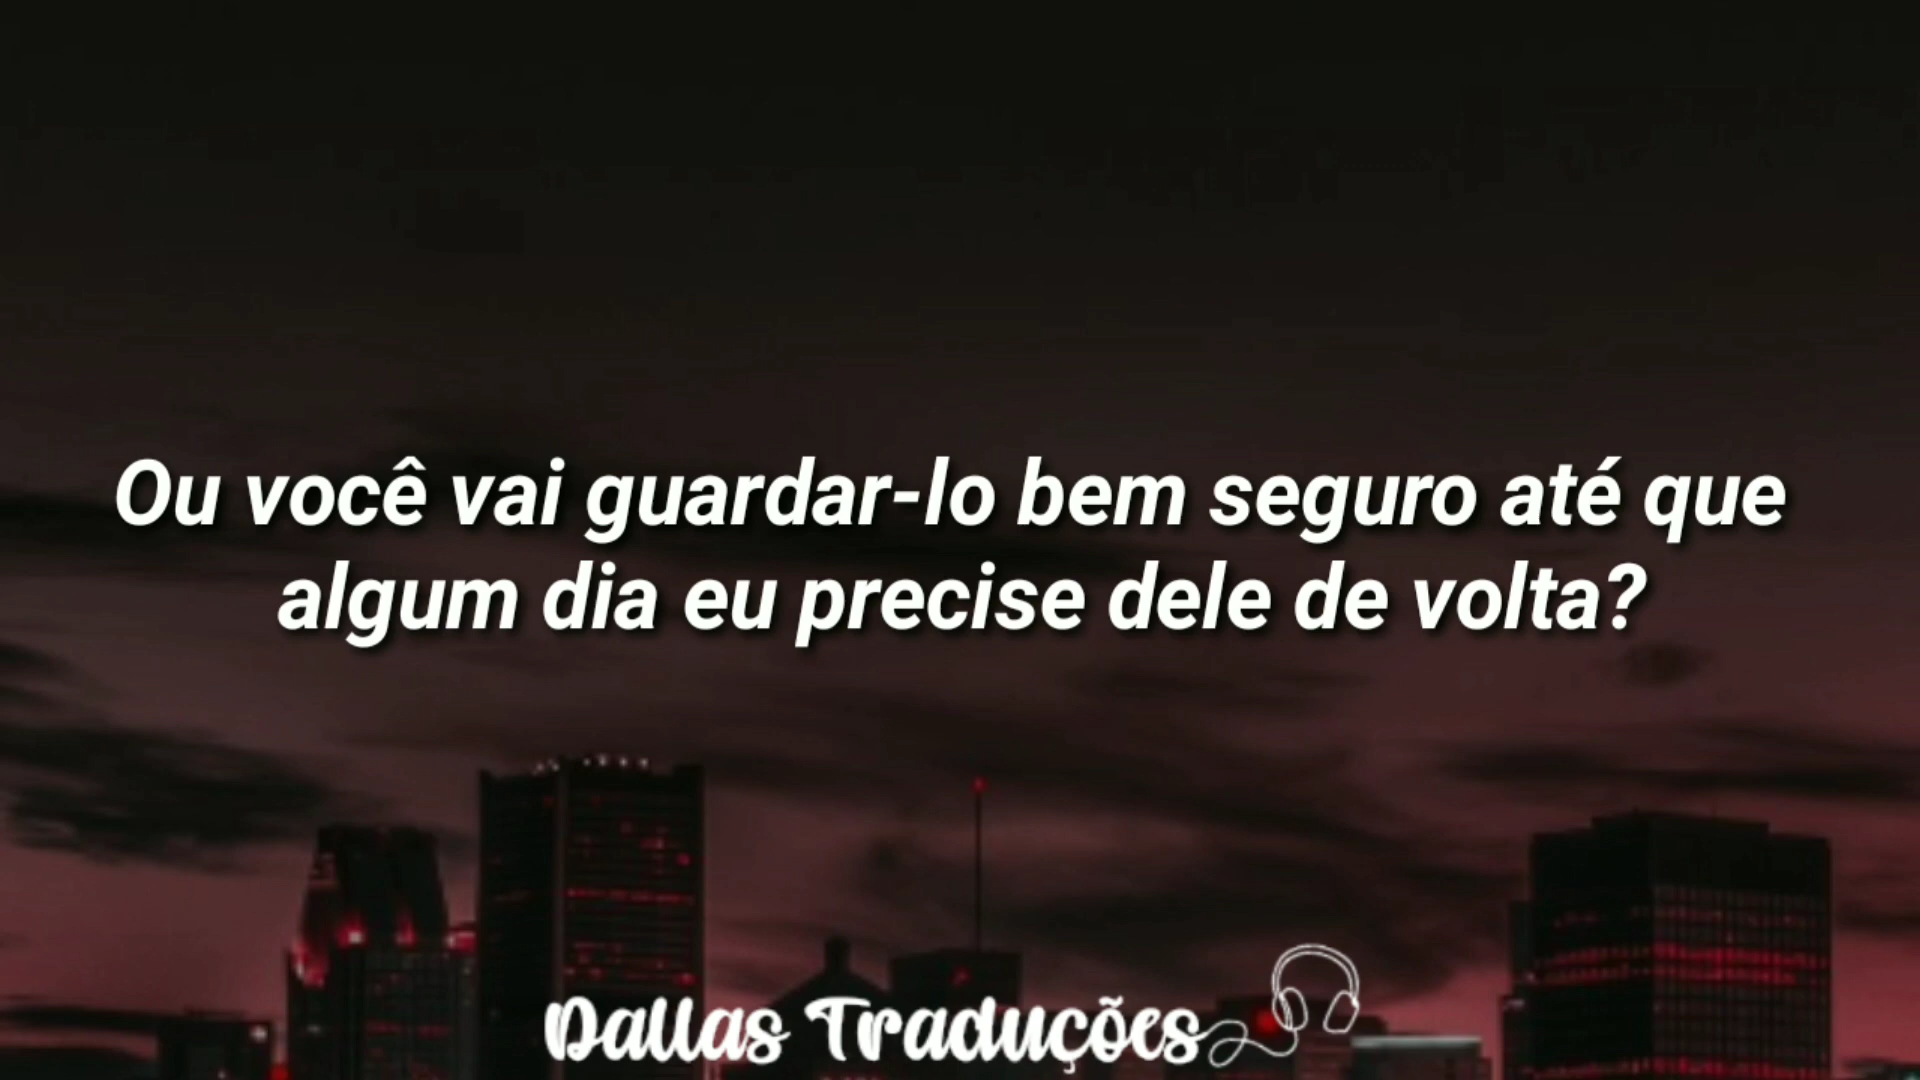 Ou você vai guardar-lo bem seguro até que
algum dia eu precise dele de volta?
Dallas Traduções